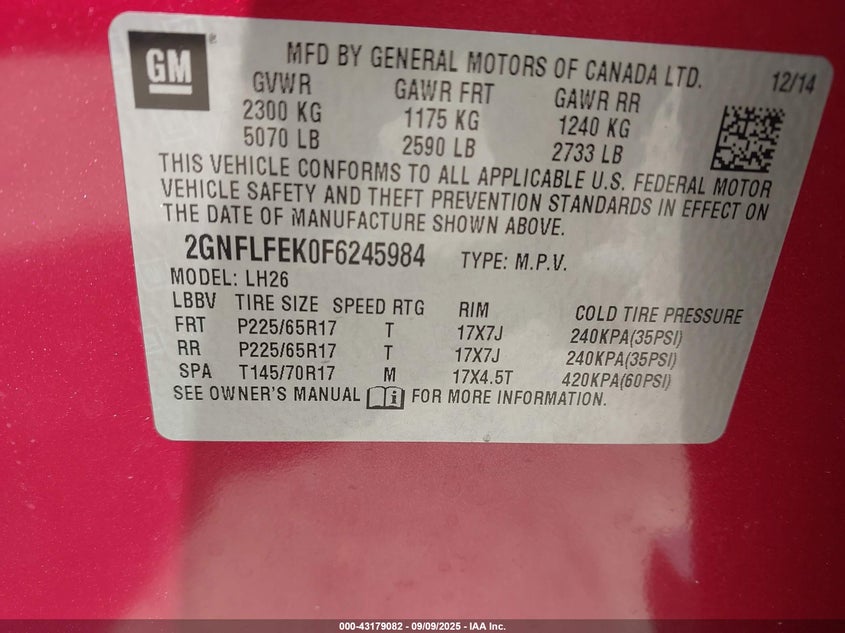 GM
MFD BY GENERAL MOTORS OF CANADA LTD. 12/14
GVWR GAWR FRT GAWR RR
2300 KG 1175 KG 1240 KG
5070 LB 2590 LB 2733 LB
THIS VEHICLE CONFORMS TO ALL APPLICABLE U.S. FEDERAL MOTOR
VEHICLE SAFETY AND THEFT PREVENTION STANDARDS IN EFFECT ON
THE DATE OF MANUFACTURE SHOWN ABOVE.
2GNFLFEK0F6245984 TYPE: M.P.V.
MODEL: LH26
LBBV TIRE SIZE SPEED RTG RIM COLD TIRE PRESSURE
FRT P225/65R17 T 17X7J 240KPA(35PSI)
RR P225/65R17 T 17X7J 240KPA(35PSI)
SPA T145/70R17 M 17X4.5T 420KPA(60PSI)
SEE OWNER'S MANUAL i FOR MORE INFORMATION.
000-43179082 - 09/09/2025 - IAA Inc.